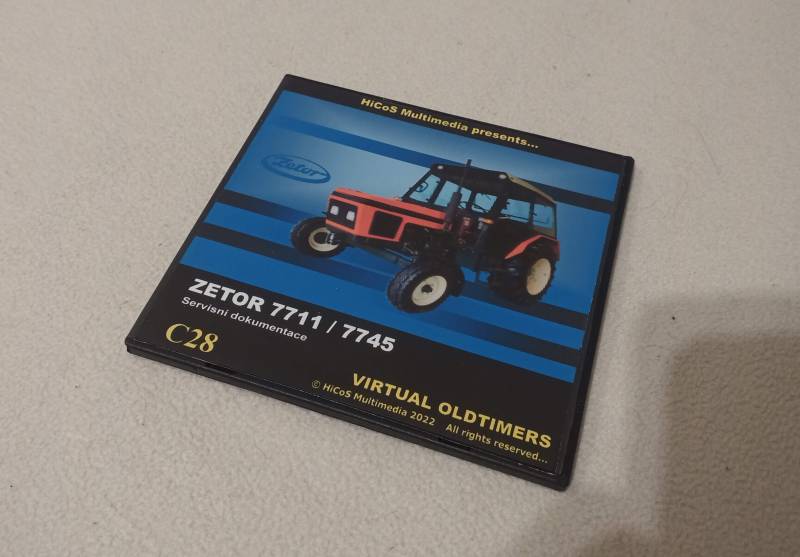 HiCoS Multimedia presents...
Zetor
ZETOR 7711 / 7745
Servisní dokumentace
C28
VIRTUAL OLDTIMERS
© HiCoS Multimedia 2022 All rights reserved...